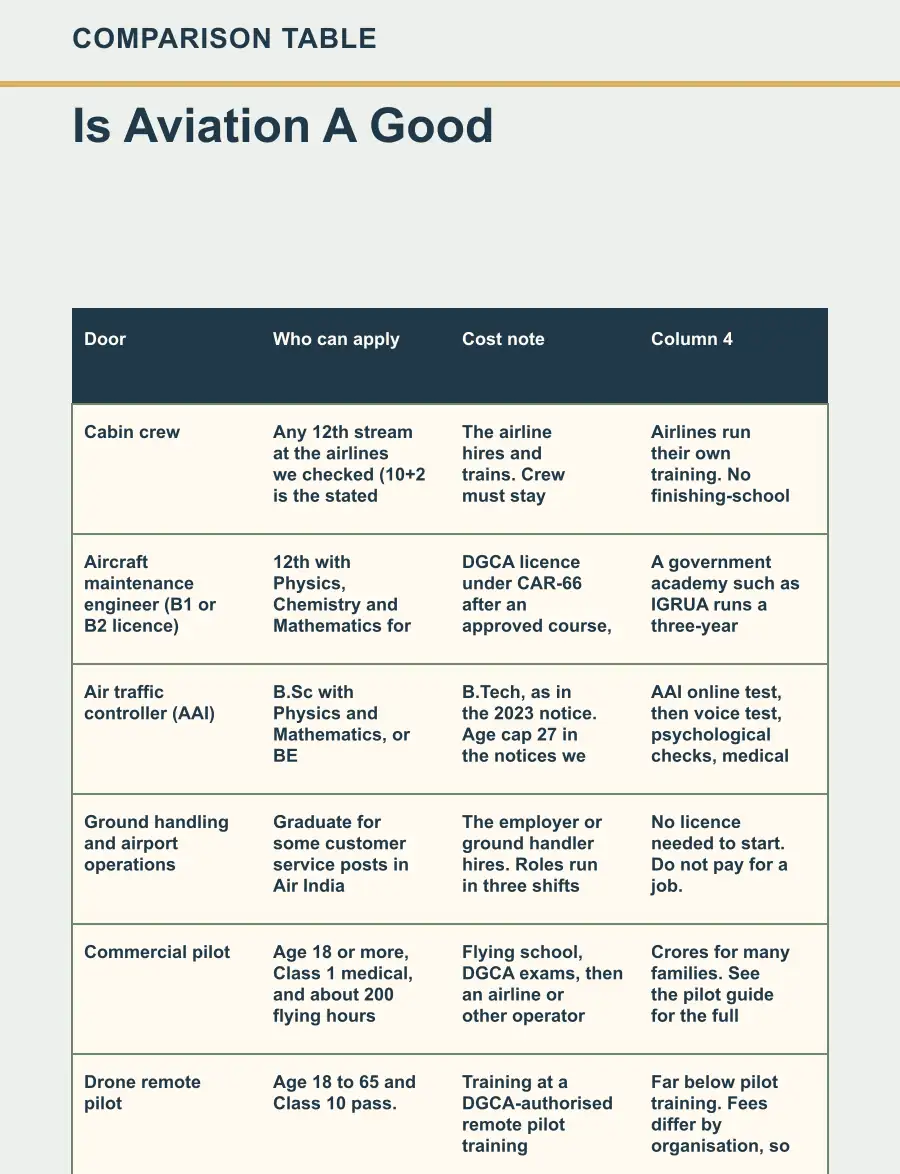 COMPARISON TABLE
Is Aviation A Good
Door
Who can apply
Cost note
Column 4
Cabin crew
Any 12th stream
at the airlines
we checked (10+2
is the stated
The airline
hires and
trains. Crew
must stay
Airlines run
their own
training. No
finishing-school
Aircraft
maintenance
engineer (B1 or
B2 licence)
12th with
Physics,
Chemistry and
Mathematics for
DGCA licence
under CAR-66
after an
approved course,
A government
academy such as
IGRUA runs a
three-year
Air traffic
controller (AAI)
B.Sc with
Physics and
Mathematics, or
BE
B.Tech, as in
the 2023 notice.
Age cap 27 in
the notices we
AAI online test,
then voice test,
psychological
checks, medical
Ground handling
and airport
operations
Graduate for
some customer
service posts in
Air India
The employer or
ground handler
hires. Roles run
in three shifts
No licence
needed to start.
Do not pay for a
job.
Commercial pilot
Age 18 or more,
Class 1 medical,
and about 200
flying hours
Flying school,
DGCA exams, then
an airline or
other operator
Crores for many
families. See
the pilot guide
for the full
Drone remote
pilot
Age 18 to 65 and
Class 10 pass.
Training at a
DGCA-authorised
remote pilot
training
Far below pilot
training. Fees
differ by
organisation, so